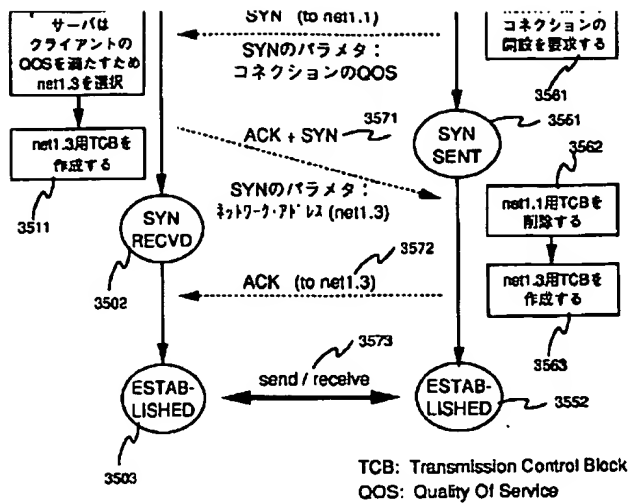 サーバは
クライアントの
QOSを満たすため
net1.3を選択
SYN (to net1.1)
SYNのパラメタ：
コネクションのQOS
コネクションの
開設を要求する
3561
3561
SYN
SENT
3571
ACK + SYN
SYNのパラメタ：
ネットワーク・アドレス (net1.3)
net1.3用TCBを
作成する
3511
SYN
RECVD
3502
3562
net1.1用TCBを
削除する
3572
ACK (to net1.3)
net1.3用TCBを
作成する
3563
3573
send / receive
ESTAB-
LISHED
3503
ESTAB-
LISHED
3552
TCB: Transmission Control Block
QOS: Quality Of Service